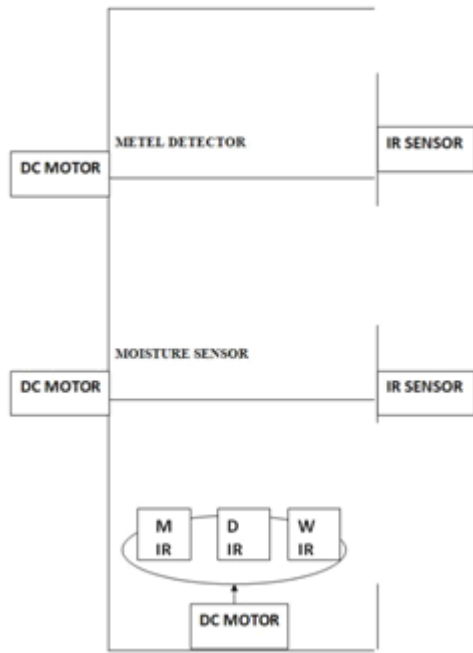 METEL DETECTOR
IR SENSOR
DC MOTOR
MOISTURE SENSOR
DC MOTOR
IR SENSOR
M
IR
D
IR
W
IR
DC MOTOR